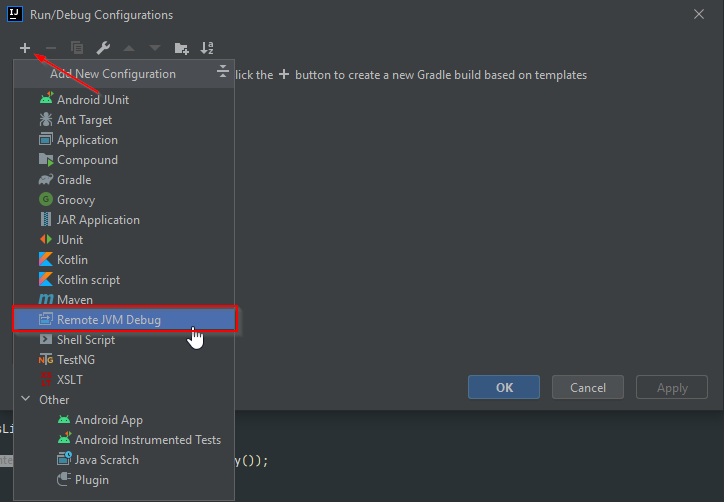 Run/Debug Configurations
Add New Configuration
lick the + button to create a new Gradle build based on templates
Android JUnit
Ant Target
Application
Compound
Gradle
Groovy
JAR Application
JUnit
Kotlin
Kotlin script
Maven
Remote JVM Debug
Shell Script
TestNG
XSLT
Other
Android App
Android Instrumented Tests
Java Scratch
Plugin
OK
Cancel
Apply
sLi
nte
y());